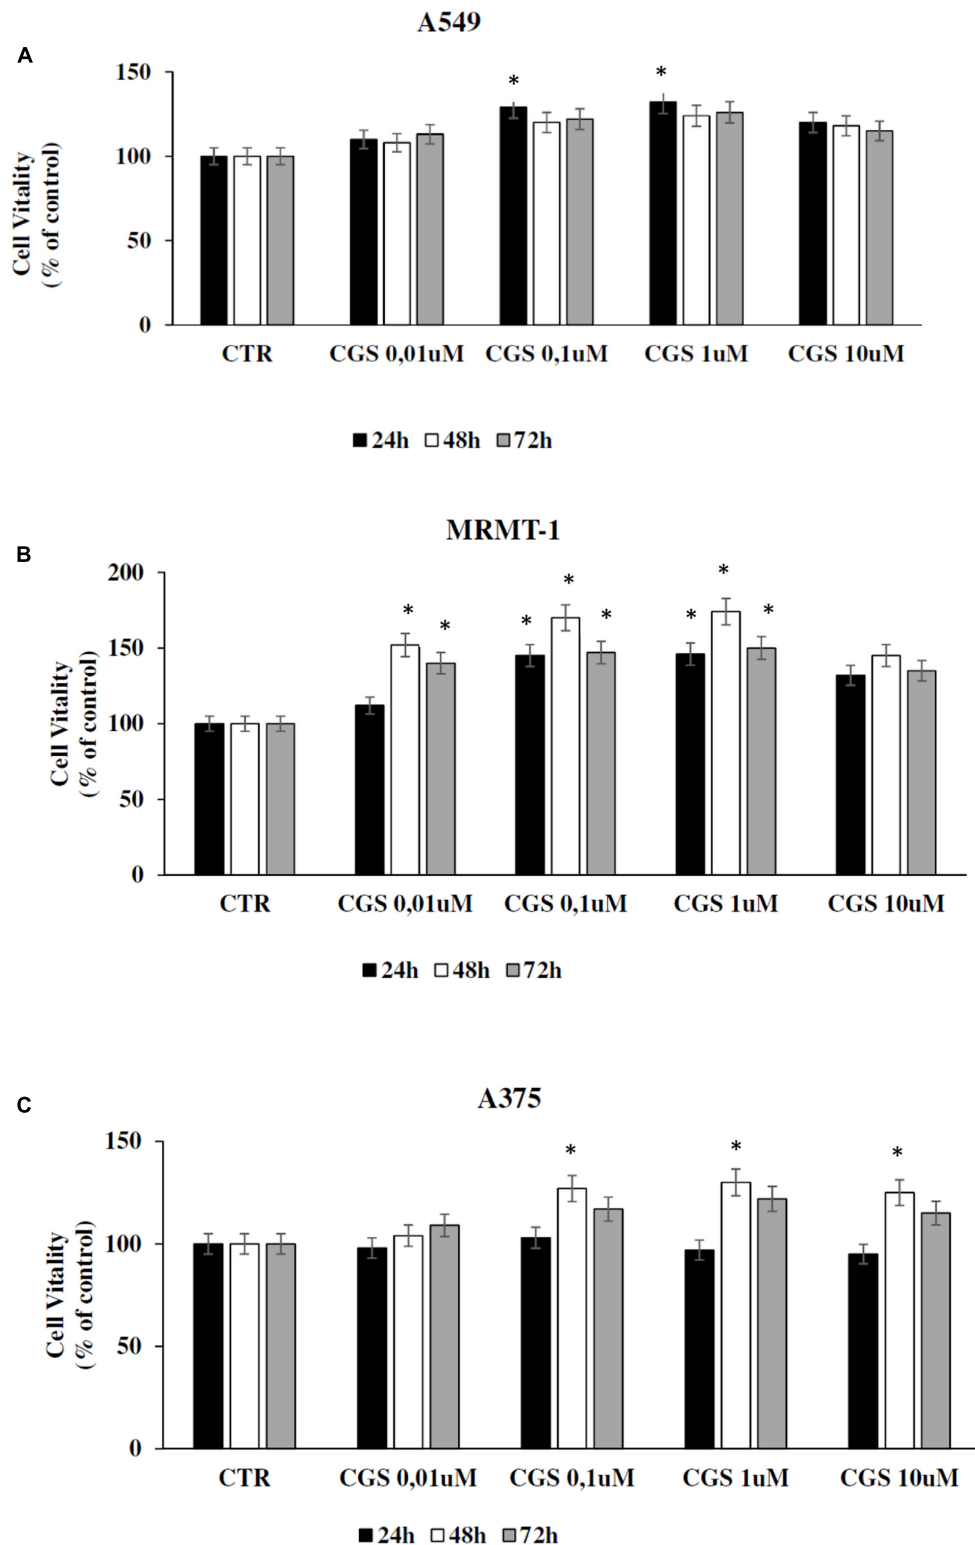 A549
A
150
100
50
0
Cell Vitality
(% of control)
*
*
CTR
CGS 0,01uM
CGS 0,1uM
CGS 1uM
CGS 10uM
24h
48h
72h
MRMT-1
B
200
150
100
50
0
Cell Vitality
(% of control)
*
*
*
*
*
*
*
*
CTR
CGS 0,01uM
CGS 0,1uM
CGS 1uM
CGS 10uM
24h
48h
72h
A375
C
150
100
50
0
Cell Vitality
(% of control)
*
*
*
CTR
CGS 0,01uM
CGS 0,1uM
CGS 1uM
CGS 10uM
24h
48h
72h